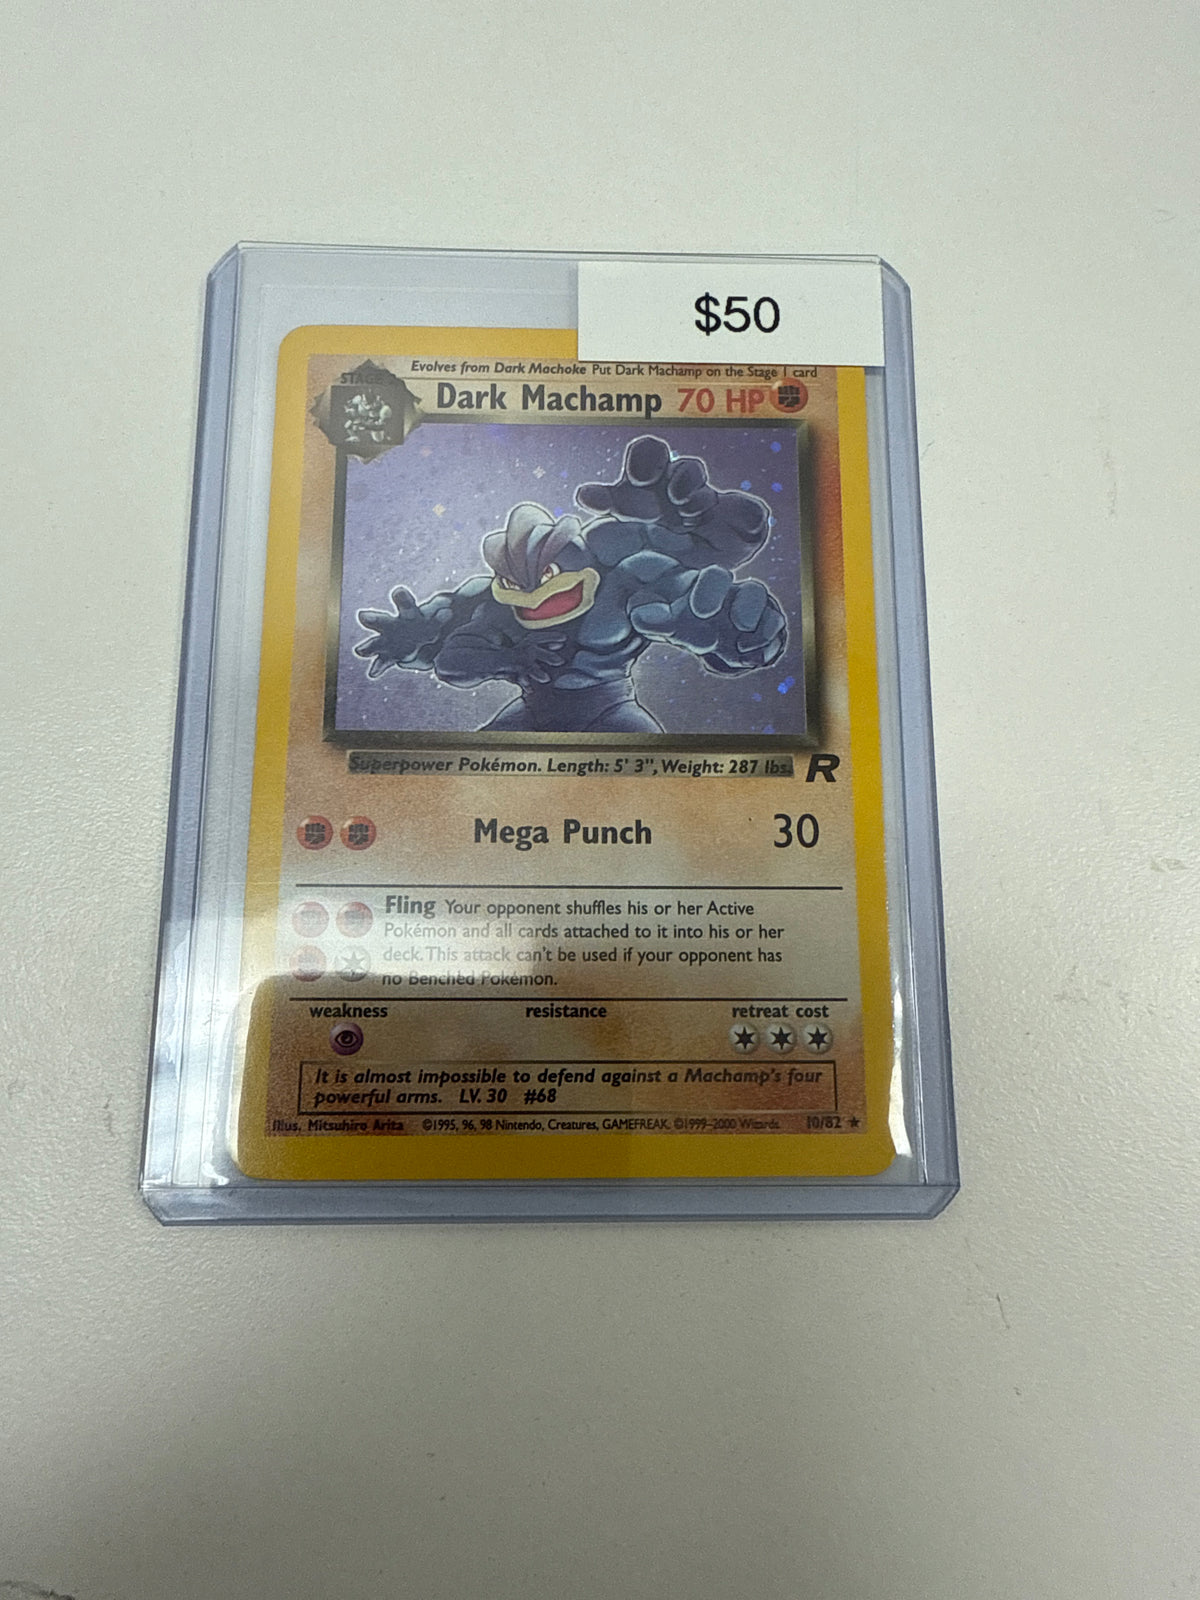 $50
Evolves from Dark Machoke Put Dark Machamp on the Stage 1 card
STAGE
Dark Machamp 70 HP
Superpower Pokémon. Length: 5' 3", Weight: 287 lbs.
R
Mega Punch 30
Fling Your opponent shuffles his or her Active
Pokémon and all cards attached to it into his or her
deck. This attack can't be used if your opponent has
no Benched Pokémon.
weakness resistance retreat cost
It is almost impossible to defend against a Machamp's four
powerful arms. LV. 30 #68
Illus. Mitsuhiro Arita ©1995, 96, 98 Nintendo, Creatures, GAMEFREAK. ©1999-2000 Wizards. 10/82 ★